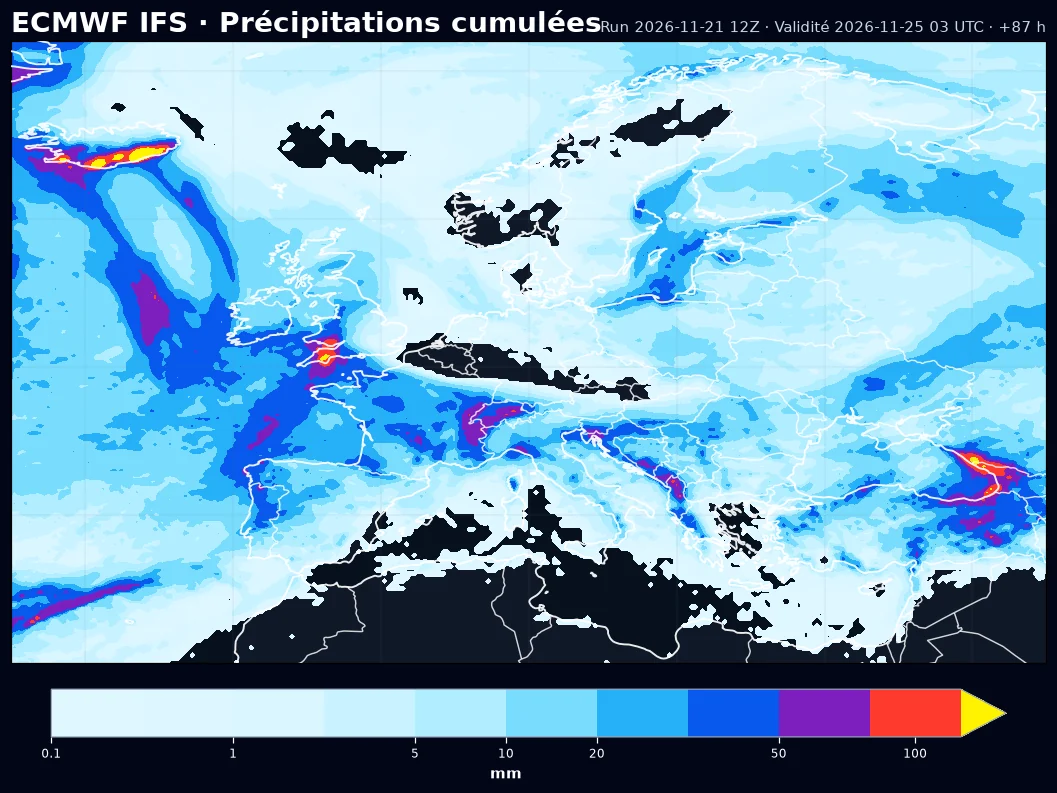 ECMWF IFS · Précipitations cumulées
Run 2026-11-21 12Z · Validité 2026-11-25 03 UTC · +87 h
0.1 1 5 10 20 50 100
mm